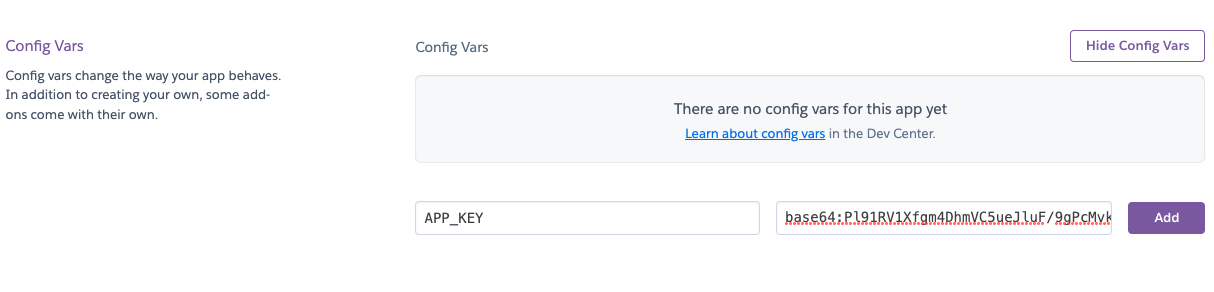 Config Vars
Config vars change the way your app behaves.
In addition to creating your own, some add-
ons come with their own.
Config Vars
Hide Config Vars
There are no config vars for this app yet
Learn about config vars in the Dev Center.
APP_KEY
base64:Pl91RV1Xfgm4DhmVC5ueJluF/9gPcMvk
Add